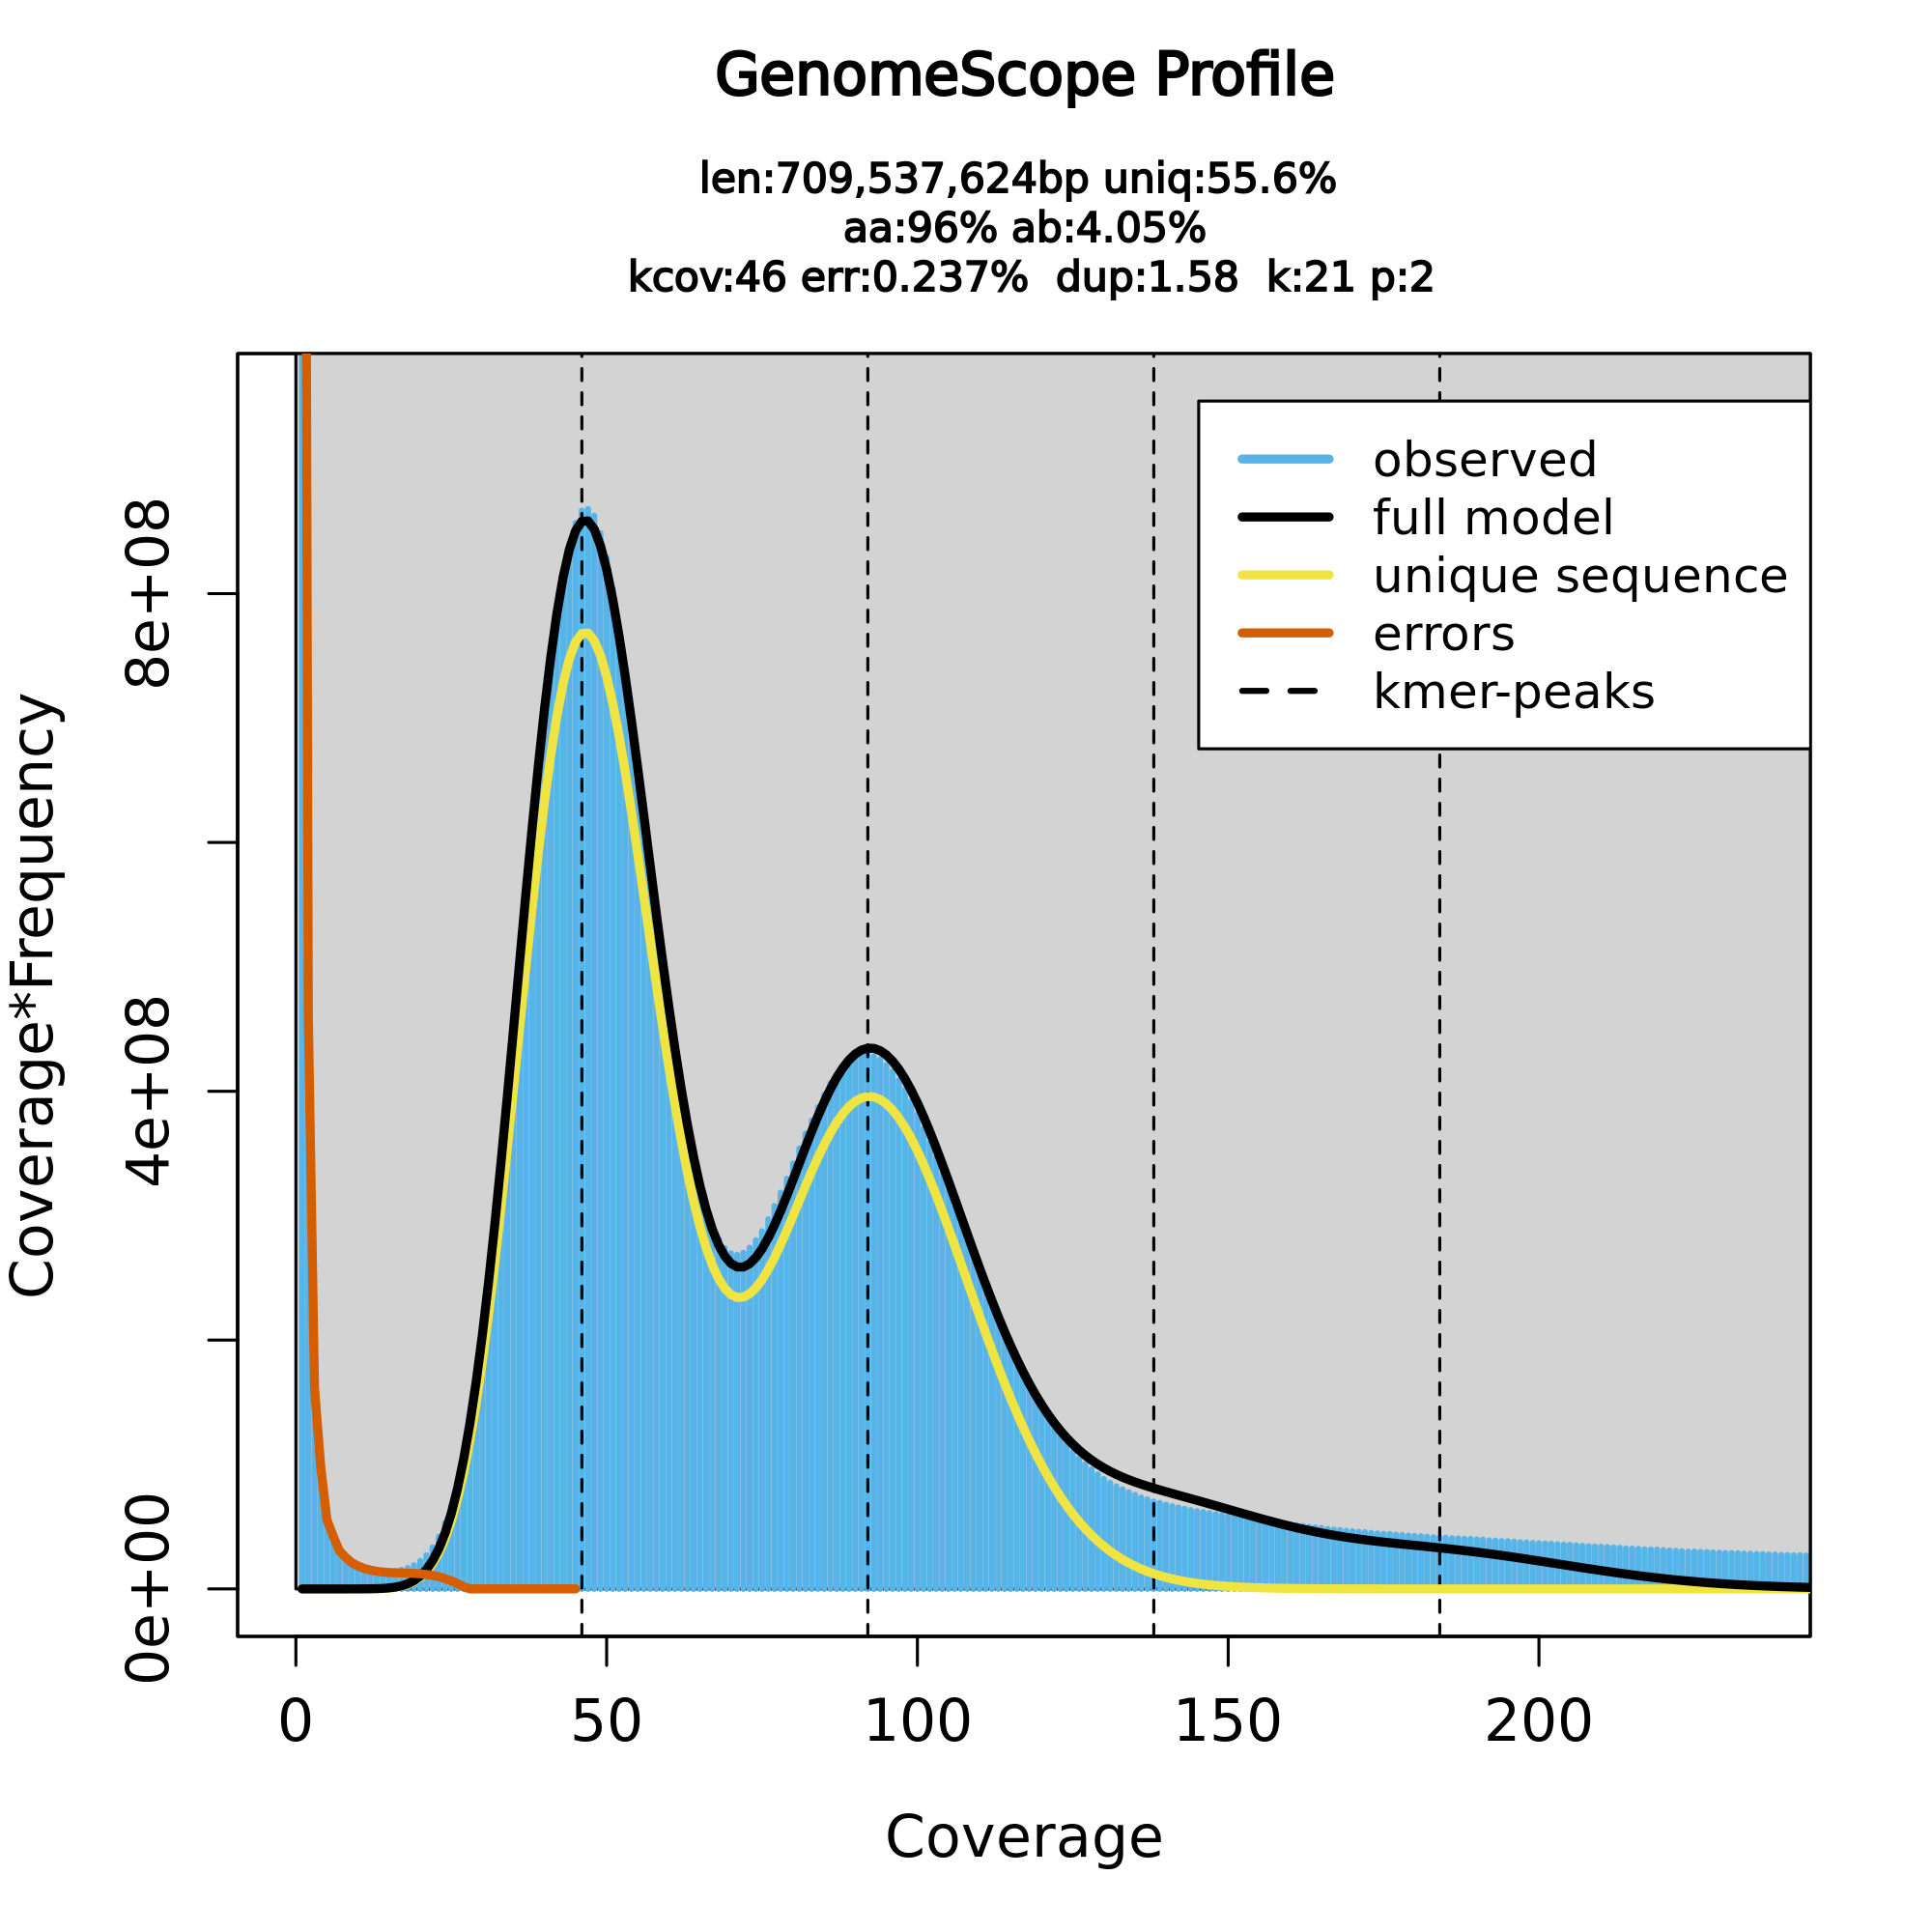 GenomeScope Profile
len:709,537,624bp uniq:55.6%
aa:96% ab:4.05%
kcov:46 err:0.237% dup:1.58 k:21 p:2
observed
full model
unique sequence
errors
kmer-peaks
Coverage*Frequency
8e+08
4e+08
0e+00
0 50 100 150 200
Coverage